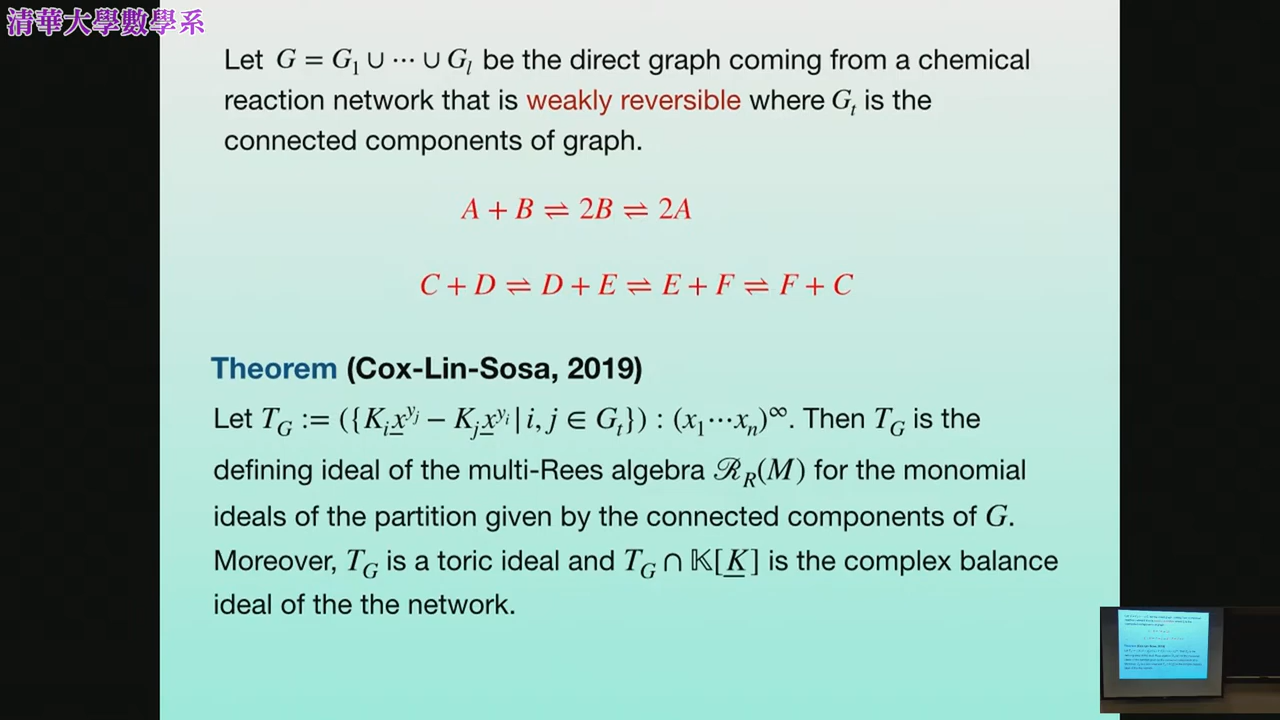 清華大學數學系
Let G = G₁ ∪ ⋯ ∪ Gₗ be the direct graph coming from a chemical
reaction network that is weakly reversible where Gₜ is the
connected components of graph.
A + B ⇌ 2B ⇌ 2A
C + D ⇌ D + E ⇌ E + F ⇌ F + C
Theorem (Cox-Lin-Sosa, 2019)
Let T_G := ({K_i x^{y_j} − K_j x^{y_i} | i, j ∈ G_t}) : (x₁⋯xₙ)^∞. Then T_G is the
defining ideal of the multi-Rees algebra ℛ_R(M) for the monomial
ideals of the partition given by the connected components of G.
Moreover, T_G is a toric ideal and T_G ∩ 𝕂[K] is the complex balance
ideal of the the network.